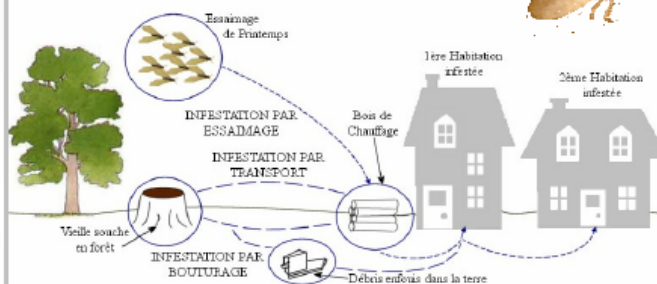 Essaimage
de Printemps
1ère Habitation
infestée
2ème Habitation
infestée
INFESTATION PAR
ESSAIMAGE
Bois de
Chauffage
INFESTATION PAR
TRANSPORT
Vieille souche
en forêt
INFESTATION PAR
BOUTURAGE
Débris enfouis dans la terre